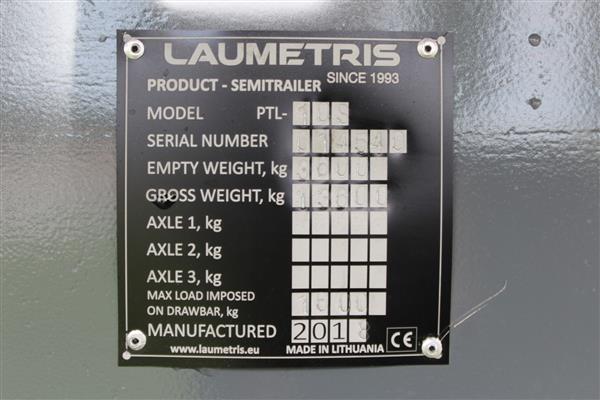 LAUMETRIS
SINCE 1993
PRODUCT - SEMITRAILER
MODEL PTL-
SERIAL NUMBER
EMPTY WEIGHT, kg
GROSS WEIGHT, kg
AXLE 1, kg
AXLE 2, kg
AXLE 3, kg
MAX LOAD IMPOSED
ON DRAWBAR, kg 1500
MANUFACTURED 2018
www.laumetris.eu MADE IN LITHUANIA CE